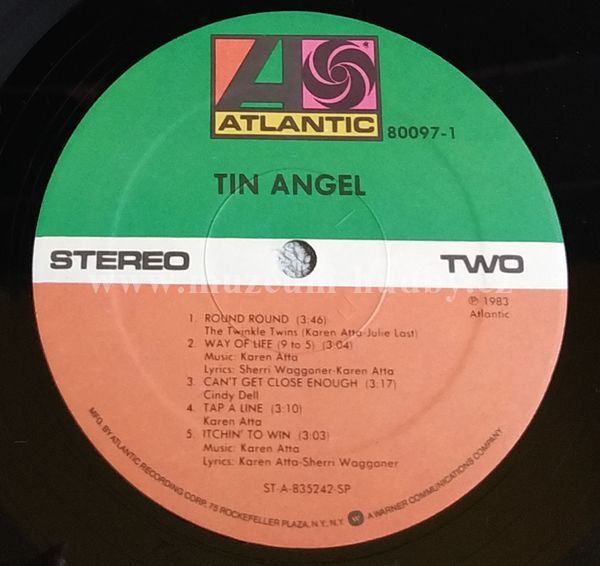 ATLANTIC
80097-1
TIN ANGEL
STEREO TWO
www.muzeum-hudby.cz
℗ 1983
Atlantic
1. ROUND ROUND (3:46)
The Twinkle Twins (Karen Atta-Julie Last)
2. WAY OF LIFE (9 to 5) (3:04)
Music: Karen Atta
Lyrics: Sherri Waggoner-Karen Atta
3. CAN'T GET CLOSE ENOUGH (3:17)
Cindy Dell
4. TAP A LINE (3:10)
Karen Atta
5. ITCHIN' TO WIN (3:03)
Music: Karen Atta
Lyrics: Karen Atta-Sherri Waggoner
ST-A-835242-SP
MFG. BY ATLANTIC RECORDING CORP., 75 ROCKEFELLER PLAZA, N.Y., N.Y. A WARNER COMMUNICATIONS COMPANY